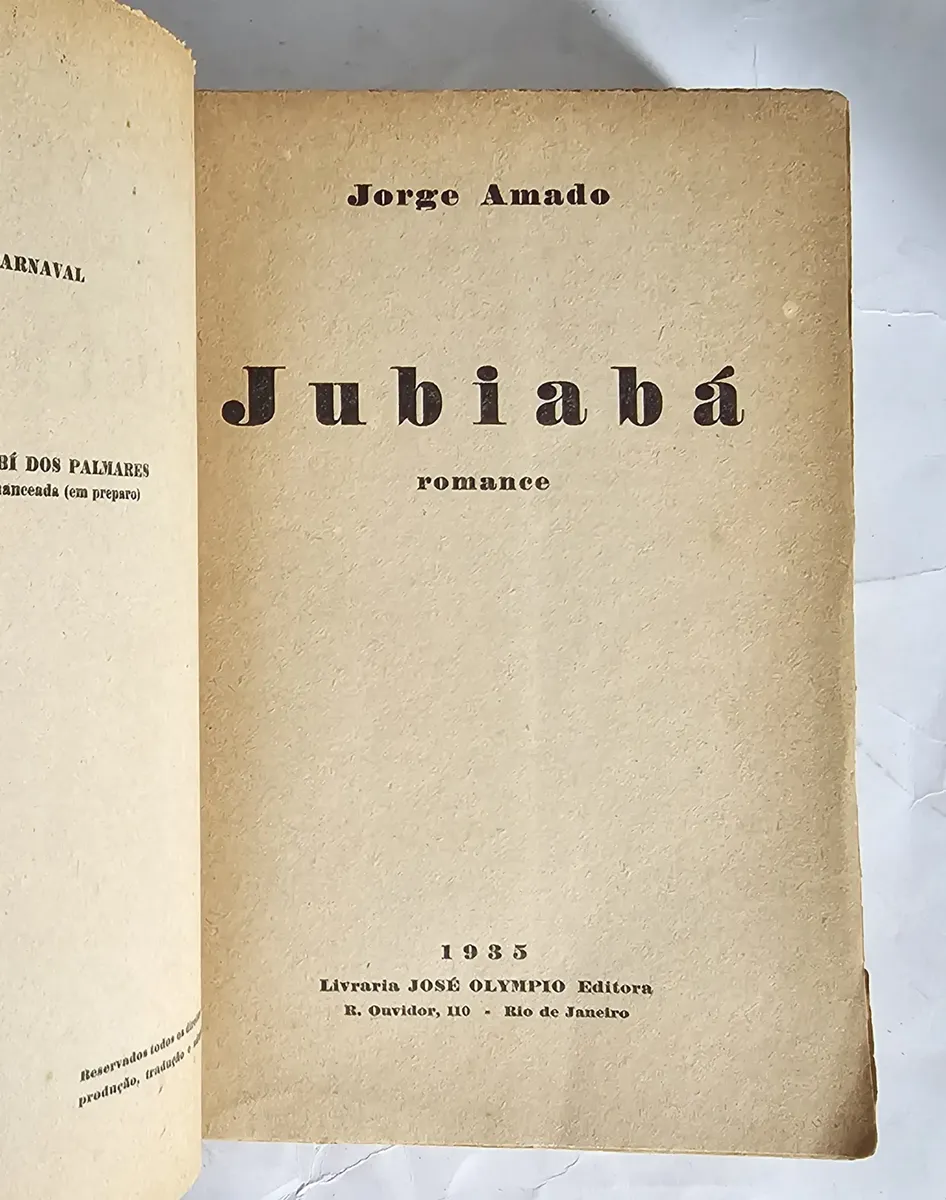 ARNAVAL
BÍ DOS PALMARES
anceada (em preparo)
Reservados todos os
produção, tradução e
Jorge Amado
Jubiabá
romance
1935
Livraria JOSÉ OLYMPIO Editora
R. Ouvidor, 110 - Rio de Janeiro